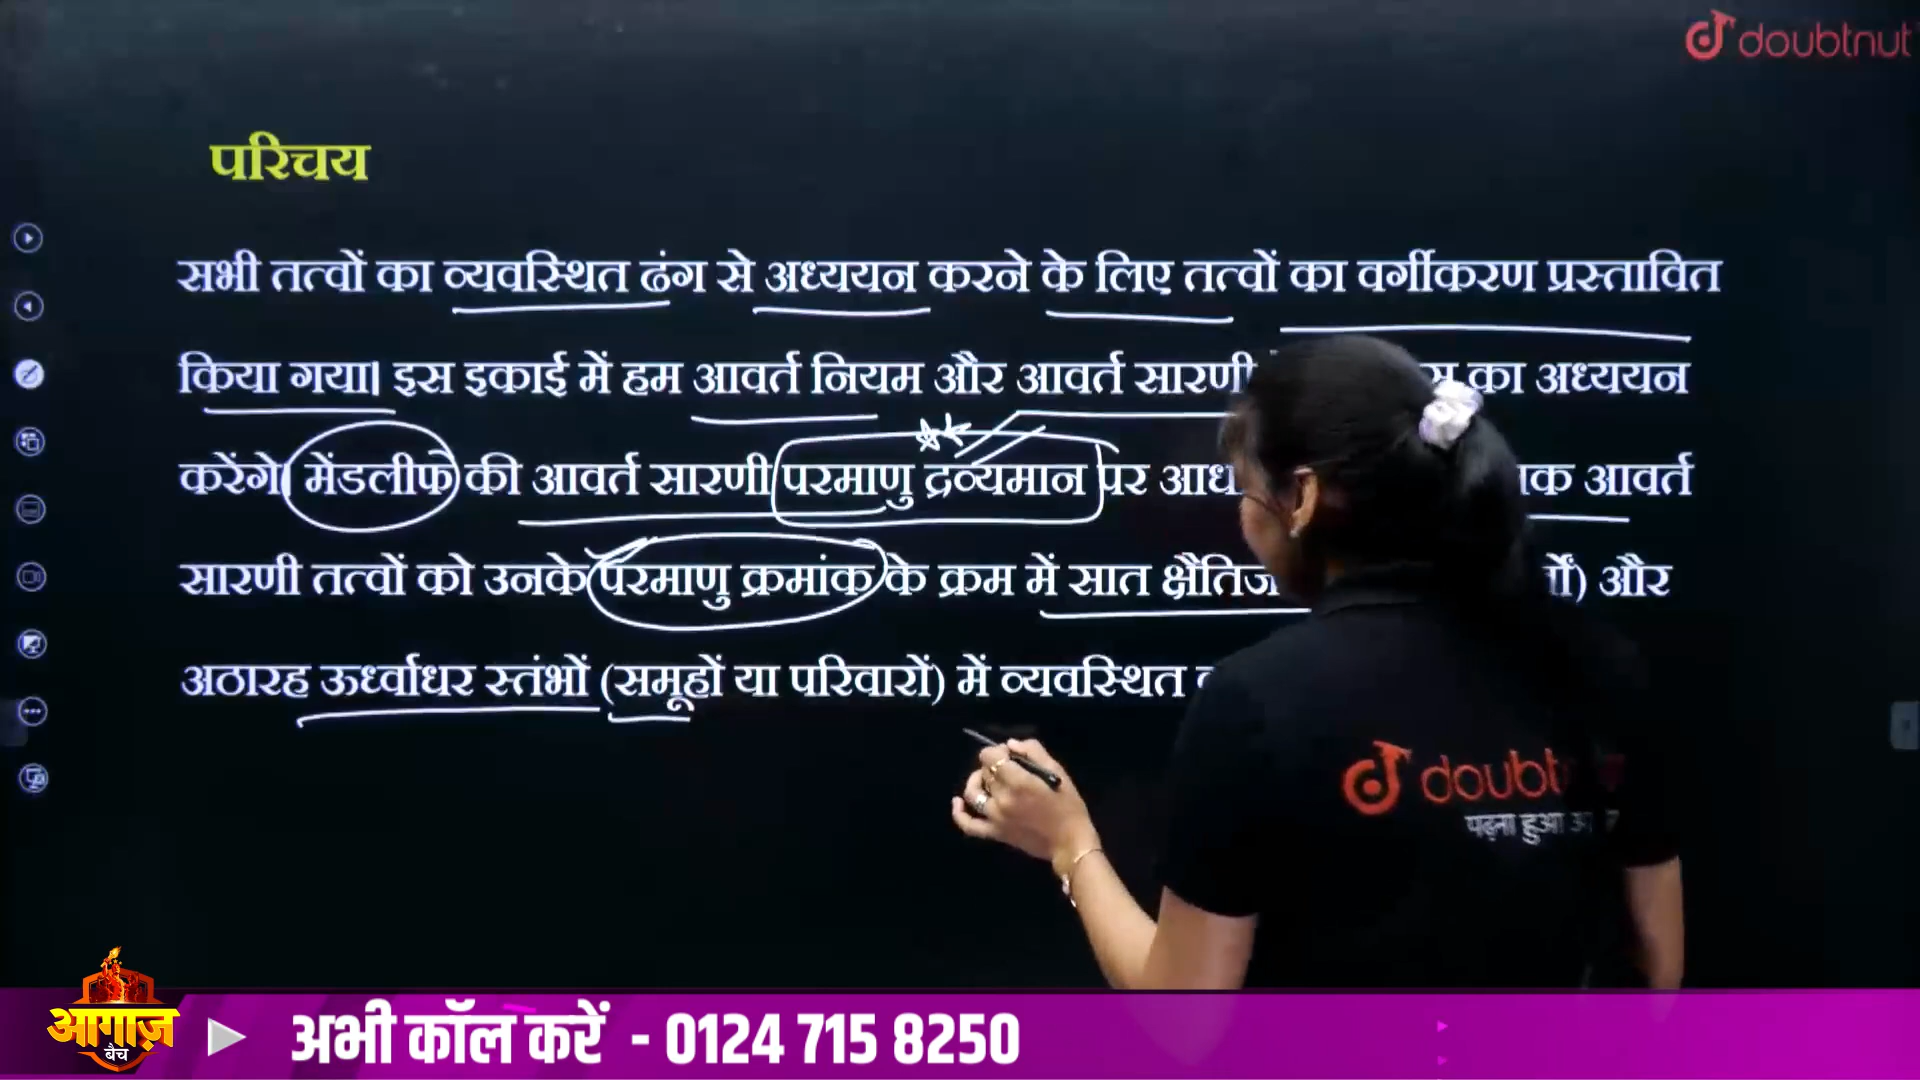 doubtnut
परिचय
सभी तत्वों का व्यवस्थित ढंग से अध्ययन करने के लिए तत्वों का वर्गीकरण प्रस्तावित
किया गया। इस इकाई में हम आवर्त नियम और आवर्त सारणी का अध्ययन
करेंगे। मेंडलीफ की आवर्त सारणी परमाणु द्रव्यमान पर आवर्त
सारणी तत्वों को उनके परमाणु क्रमांक के क्रम में सात क्षैतिज और
अठारह ऊर्ध्वाधर स्तंभों (समूहों या परिवारों) में व्यवस्थित
पढ़ना हुआ
आगाज़
बैच
अभी कॉल करें - 0124 715 8250